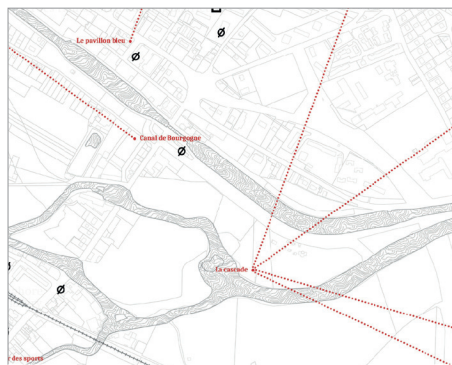 Le pavillon bleu
Canal de Bourgogne
La cascade
r des sports